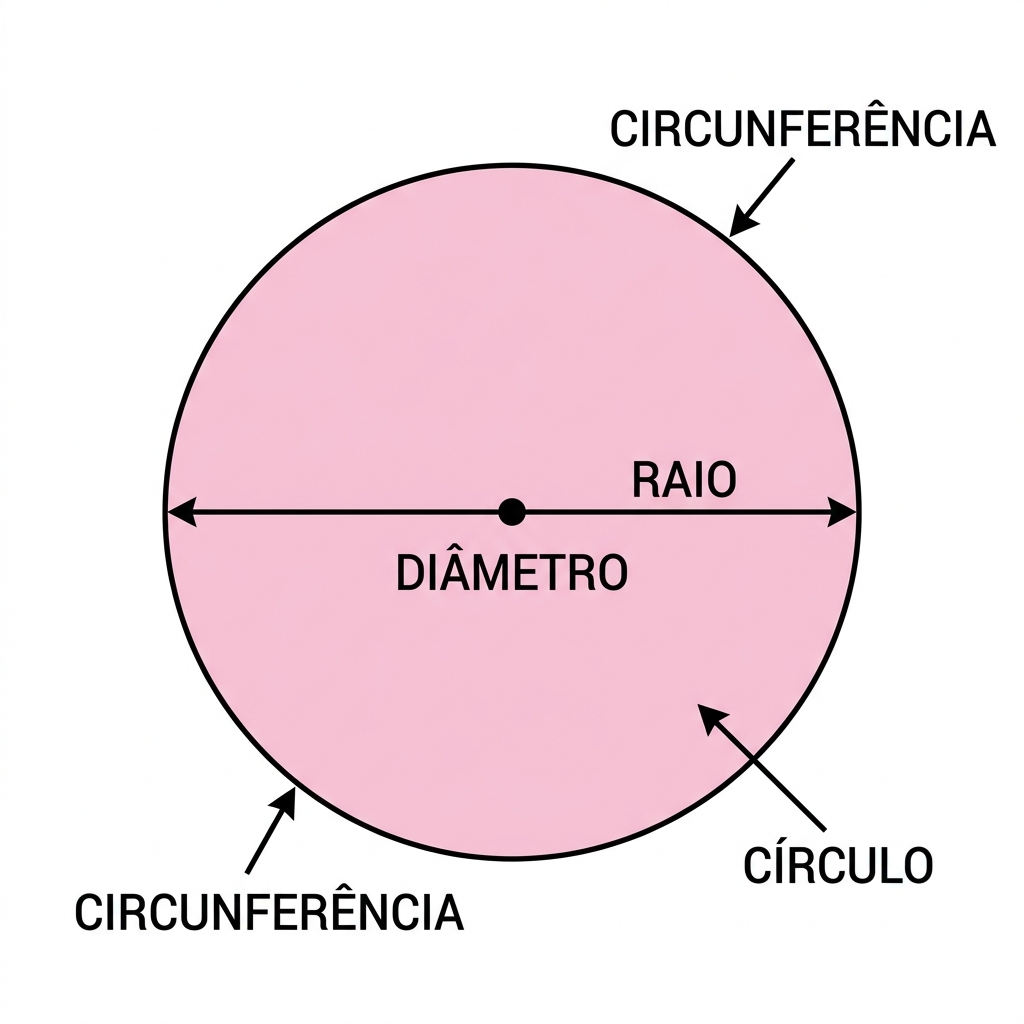 CIRCUNFERÊNCIA
RAIO
DIÂMETRO
CÍRCULO
CIRCUNFERÊNCIA